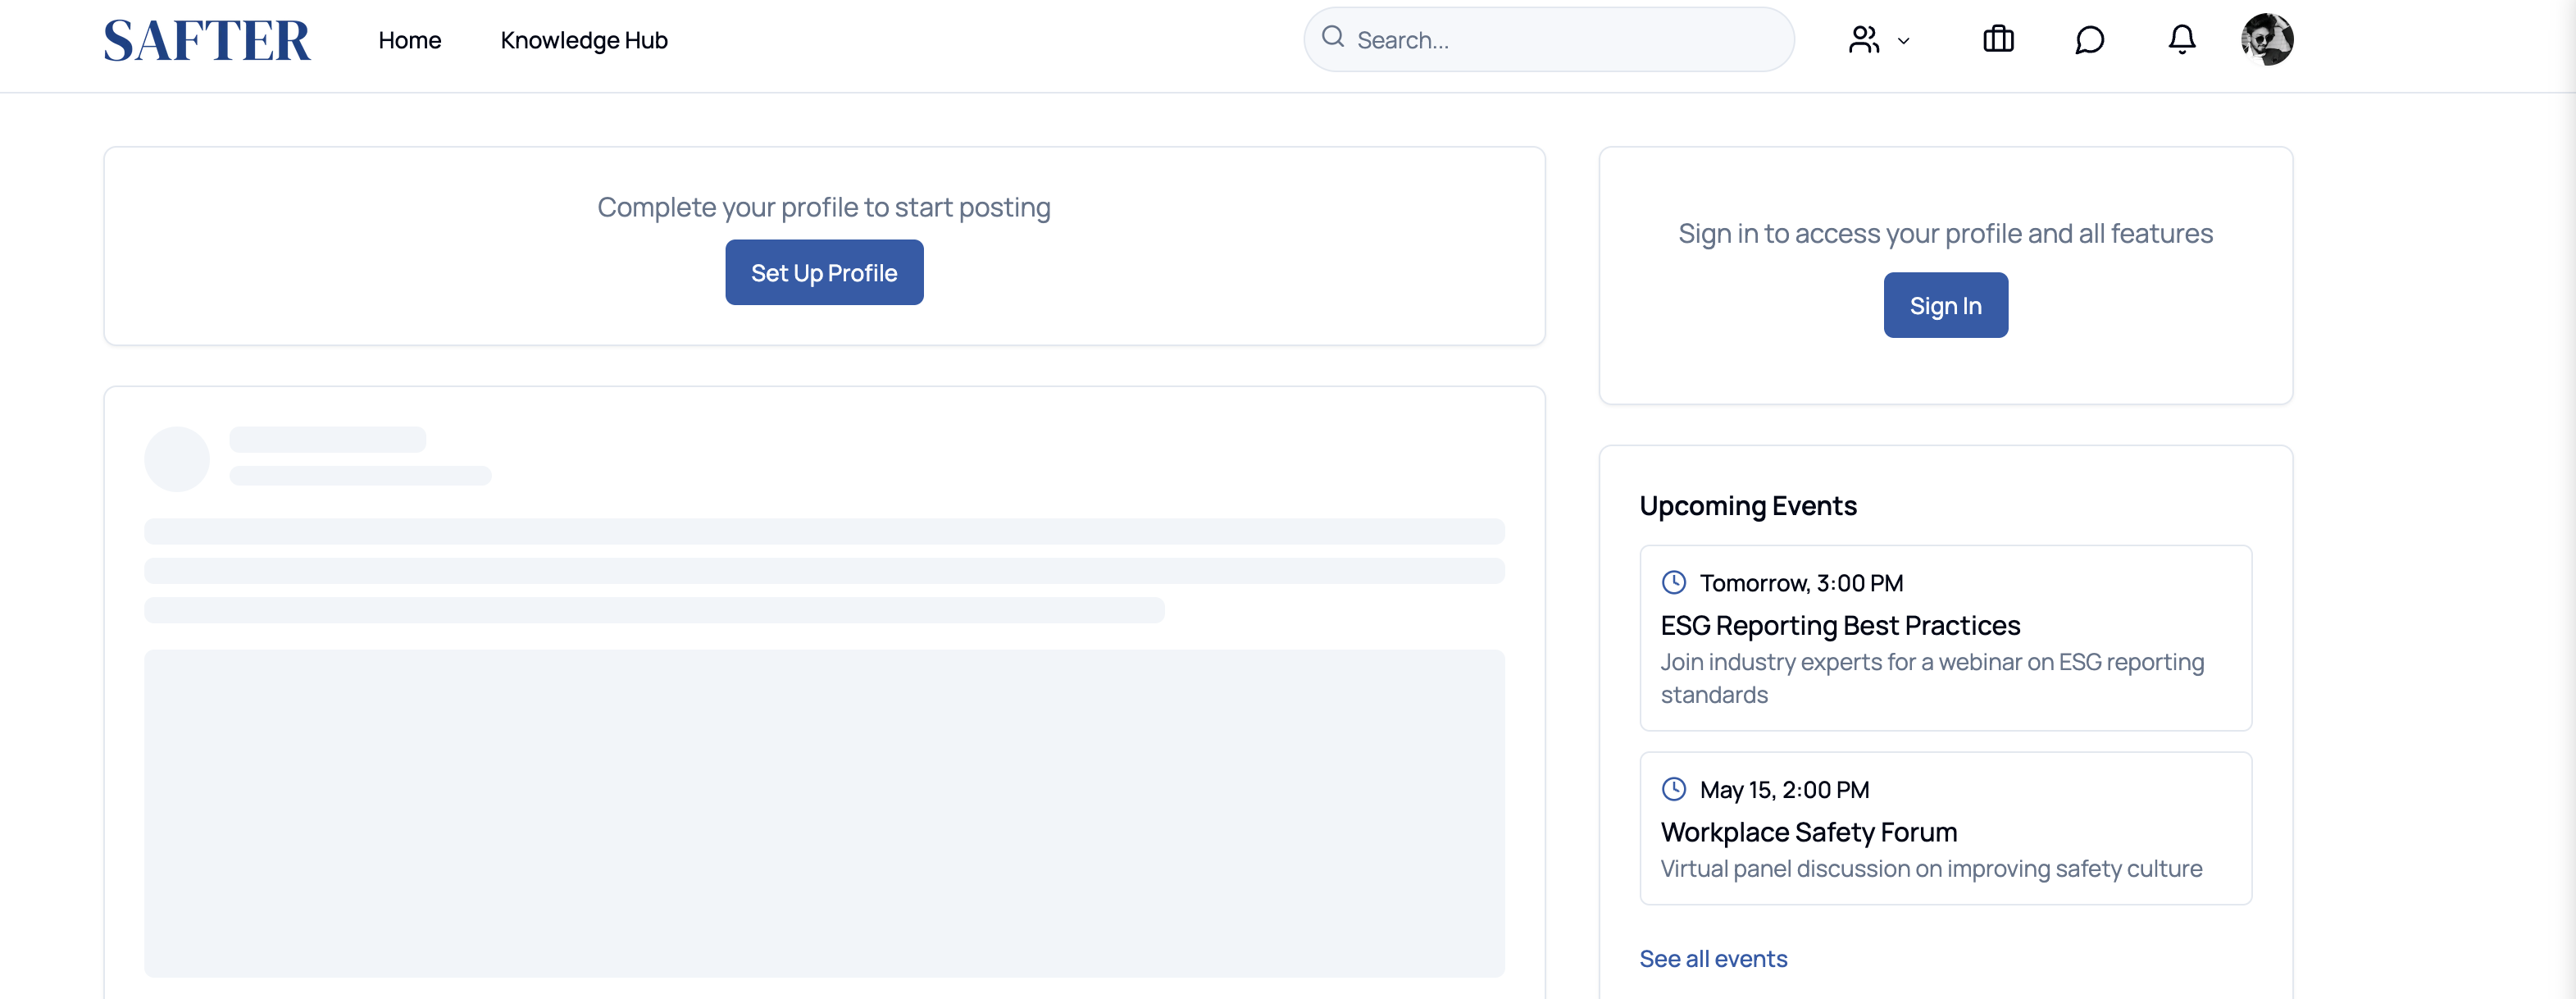 SAFTER
Home
Knowledge Hub
Search...
Complete your profile to start posting
Set Up Profile
Sign in to access your profile and all features
Sign In
Upcoming Events
Tomorrow, 3:00 PM
ESG Reporting Best Practices
Join industry experts for a webinar on ESG reporting
standards
May 15, 2:00 PM
Workplace Safety Forum
Virtual panel discussion on improving safety culture
See all events